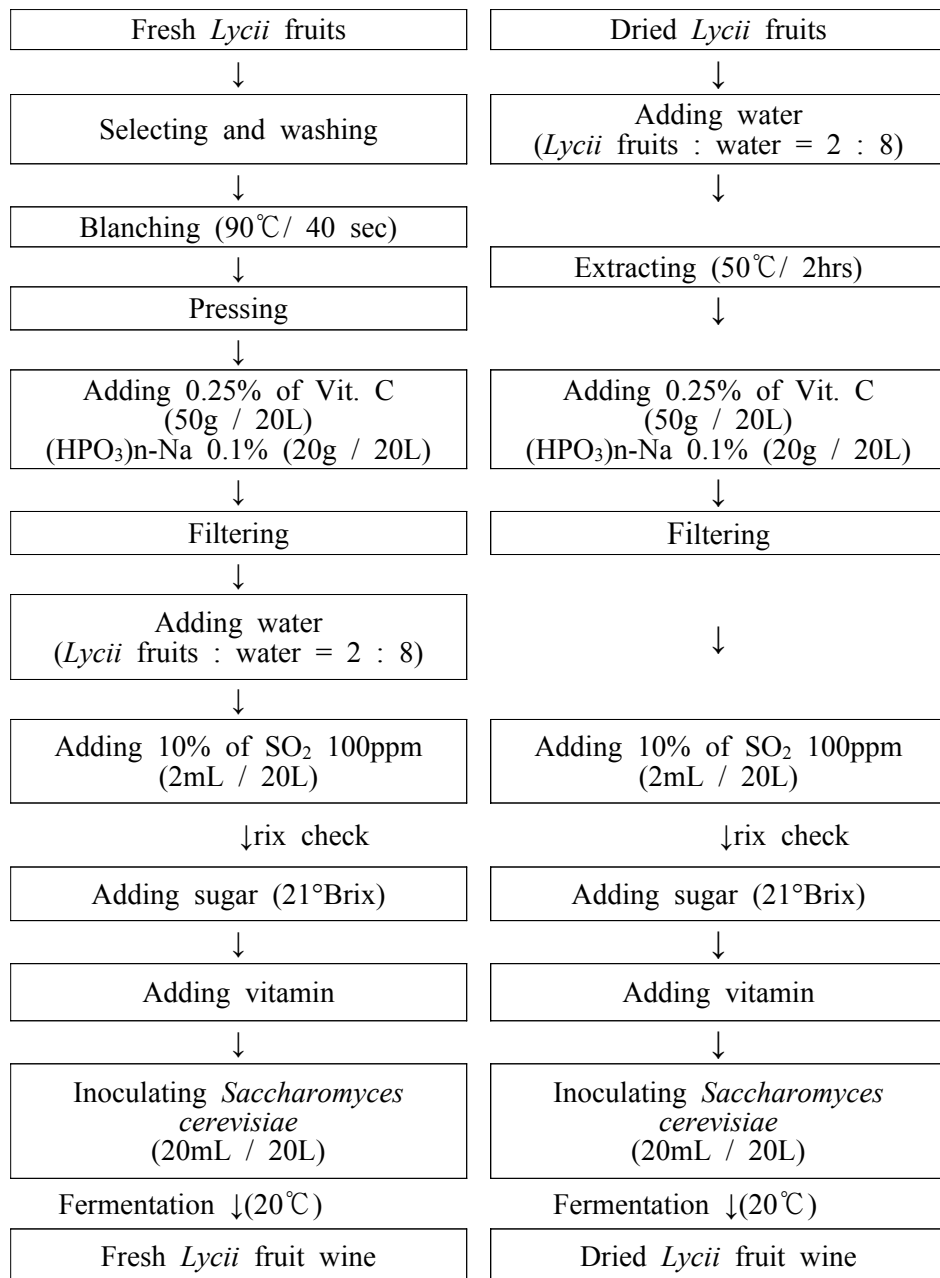 Fresh Lycii fruits
↓
Selecting and washing
↓
Blanching (90℃/ 40 sec)
↓
Pressing
↓
Adding 0.25% of Vit. C
(50g / 20L)
(HPO₃)n-Na 0.1% (20g / 20L)
↓
Filtering
↓
Adding water
(Lycii fruits : water = 2 : 8)
↓
Adding 10% of SO₂ 100ppm
(2mL / 20L)
↓rix check
Adding sugar (21°Brix)
↓
Adding vitamin
↓
Inoculating Saccharomyces
cerevisiae
(20mL / 20L)
Fermentation ↓(20℃)
Fresh Lycii fruit wine
Dried Lycii fruits
↓
Adding water
(Lycii fruits : water = 2 : 8)
↓
Extracting (50℃/ 2hrs)
↓
Adding 0.25% of Vit. C
(50g / 20L)
(HPO₃)n-Na 0.1% (20g / 20L)
↓
Filtering
↓
Adding 10% of SO₂ 100ppm
(2mL / 20L)
↓rix check
Adding sugar (21°Brix)
↓
Adding vitamin
↓
Inoculating Saccharomyces
cerevisiae
(20mL / 20L)
Fermentation ↓(20℃)
Dried Lycii fruit wine